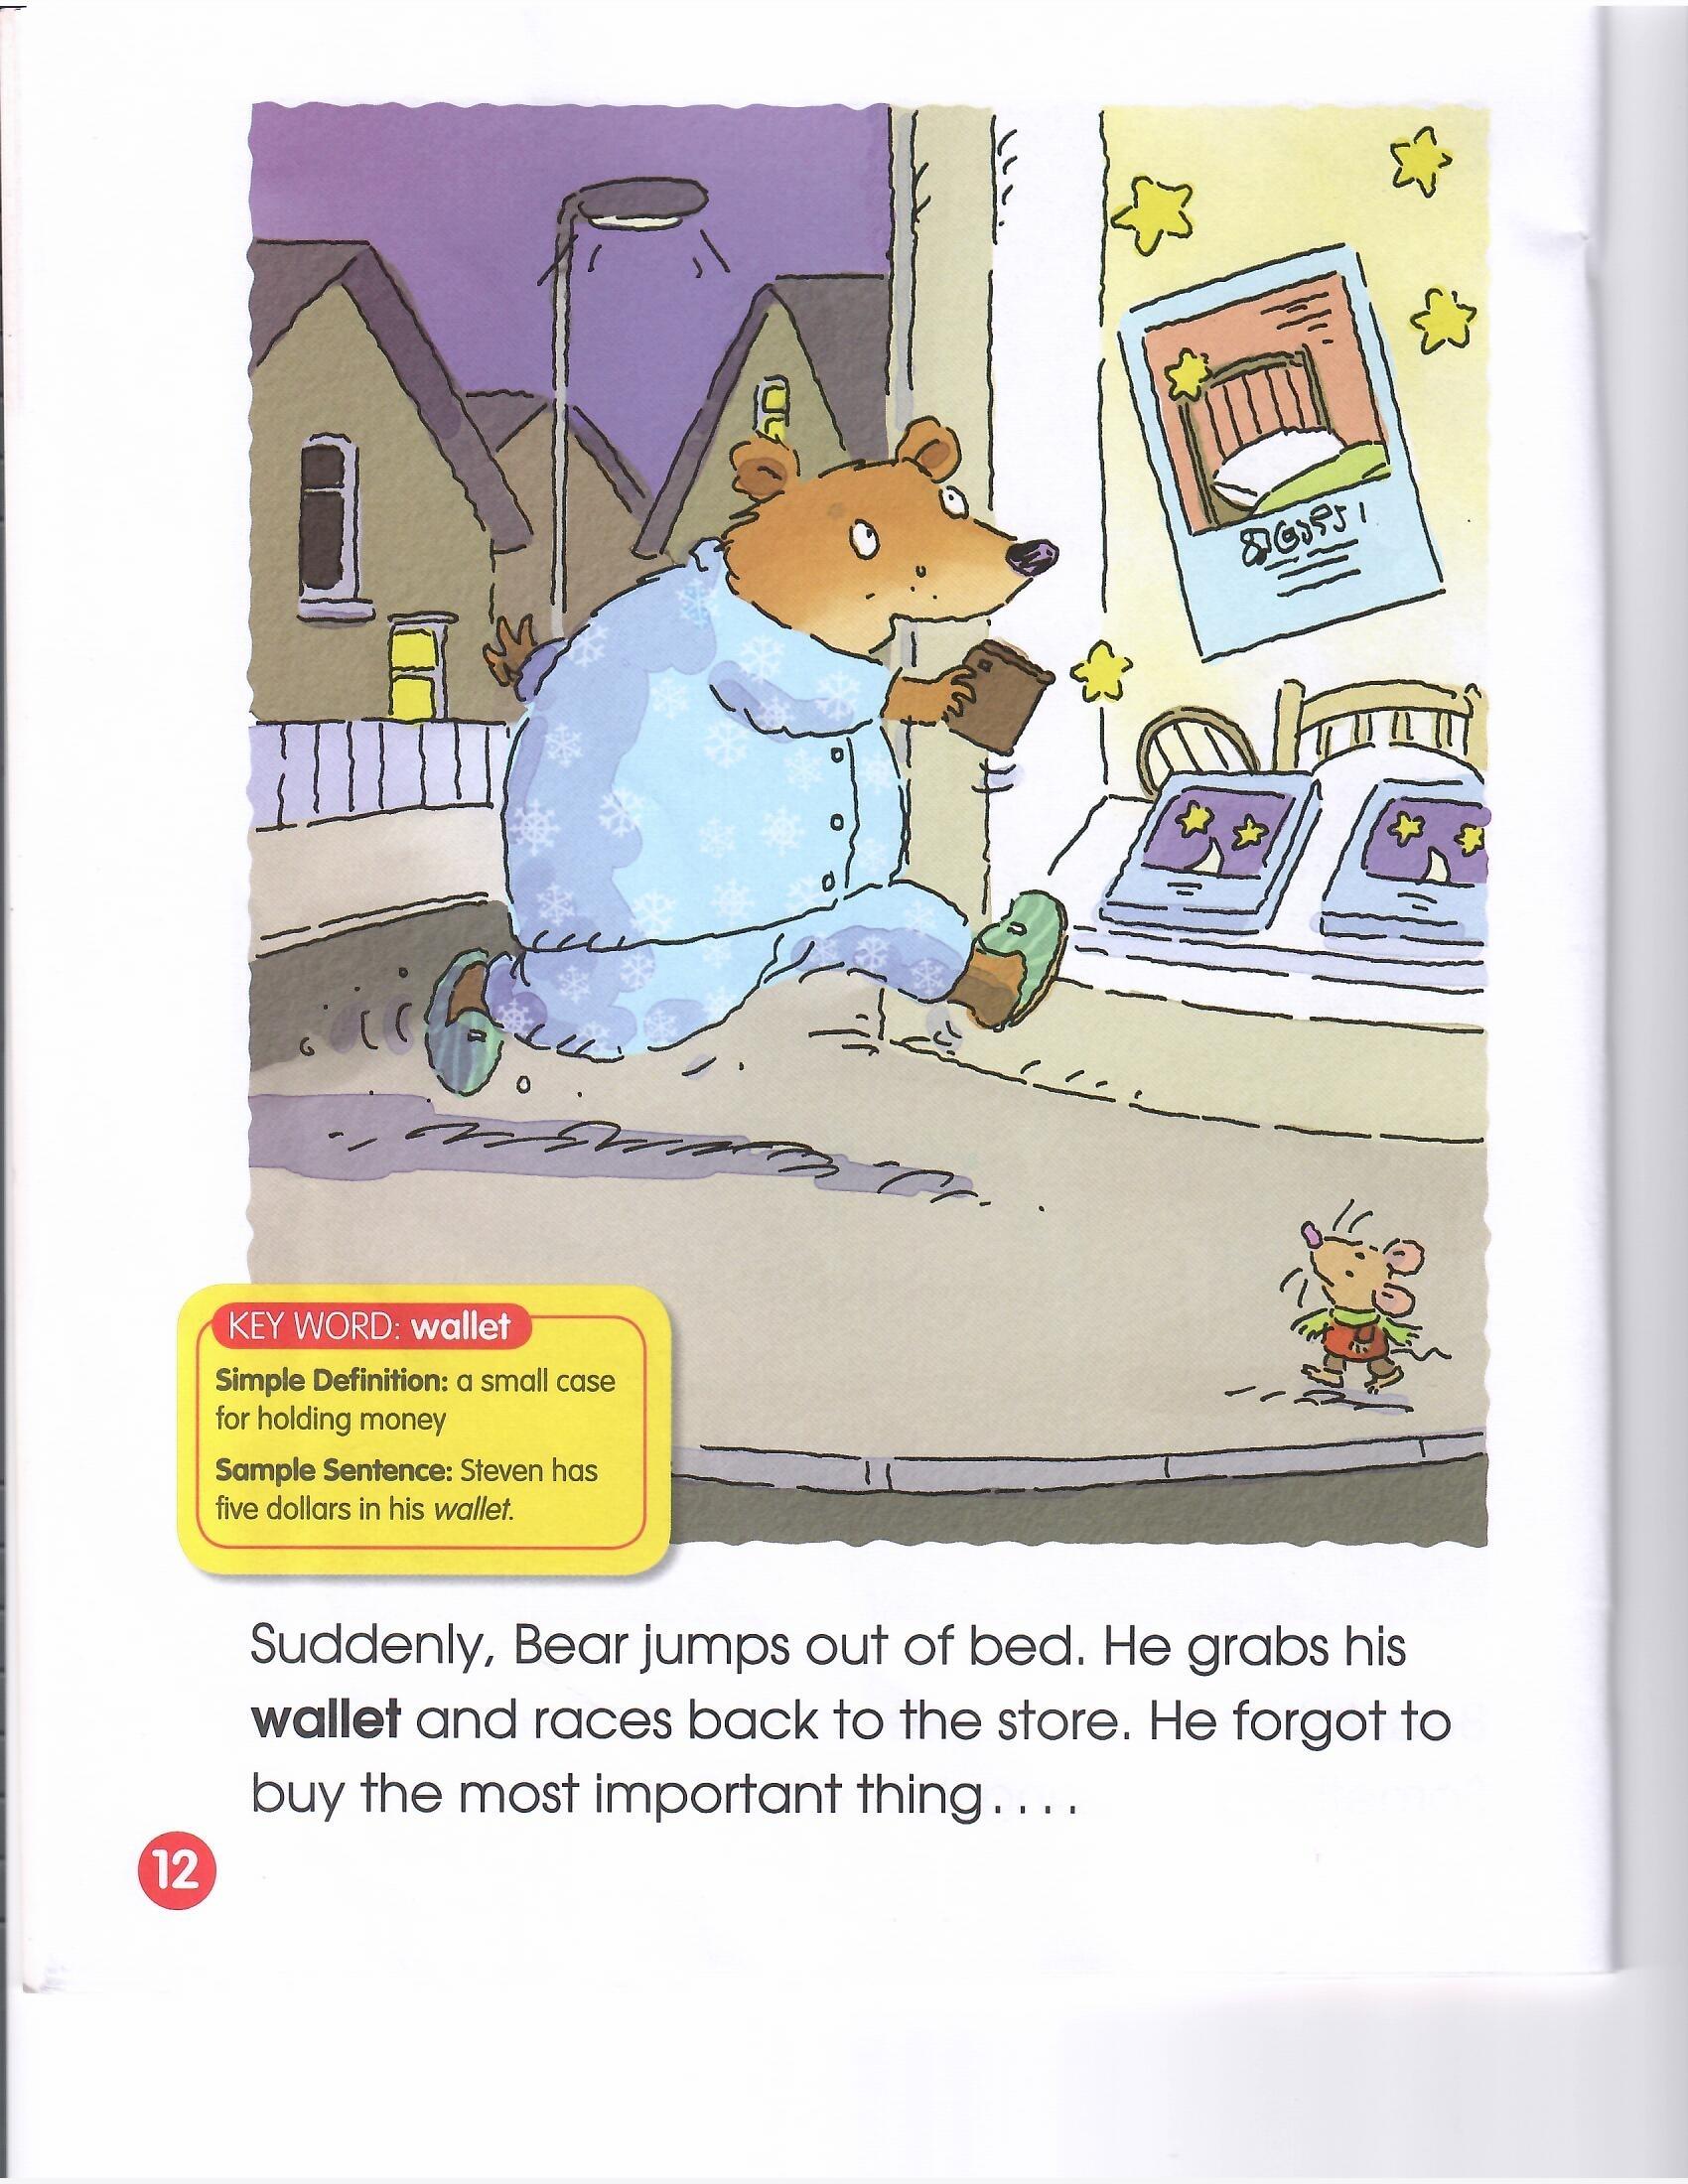 KEY WORD: wallet
Simple Definition: a small case
for holding money
Sample Sentence: Steven has
five dollars in his wallet.
Suddenly, Bear jumps out of bed. He grabs his
wallet and races back to the store. He forgot to
buy the most important thing . . . .
12